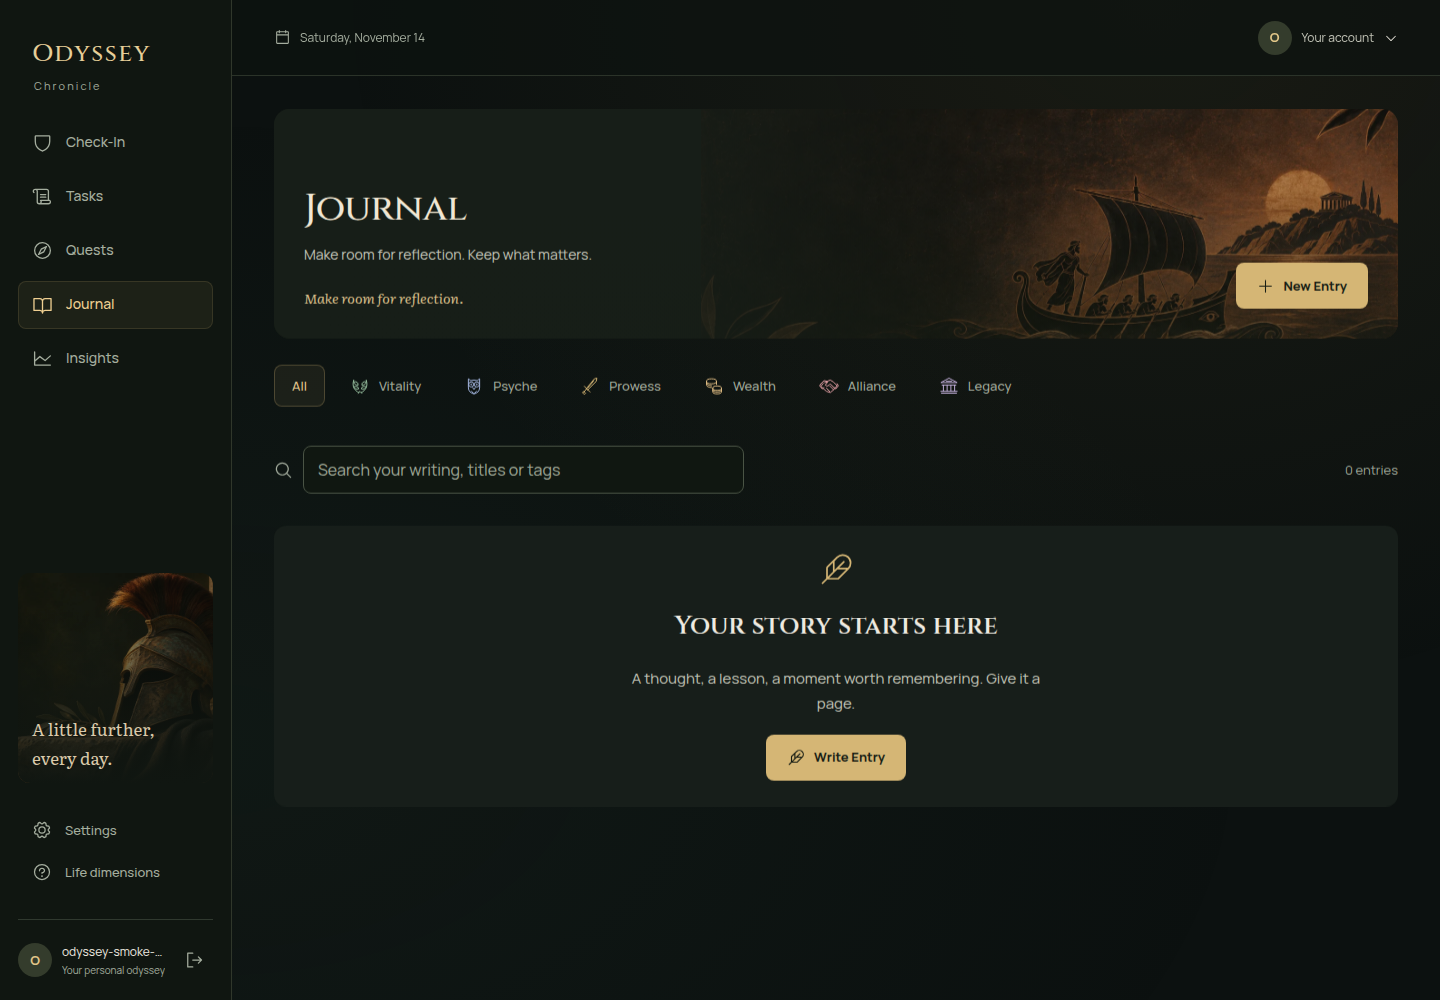 Odyssey
Chronicle
Check-In
Tasks
Quests
Journal
Insights
A little further,
every day.
Settings
Life dimensions
O
odyssey-smoke-...
Your personal odyssey
Saturday, November 14
O
Your account
Journal
Make room for reflection. Keep what matters.
Make room for reflection.
New Entry
All
Vitality
Psyche
Prowess
Wealth
Alliance
Legacy
Search your writing, titles or tags
0 entries
Your story starts here
A thought, a lesson, a moment worth remembering. Give it a
page.
Write Entry